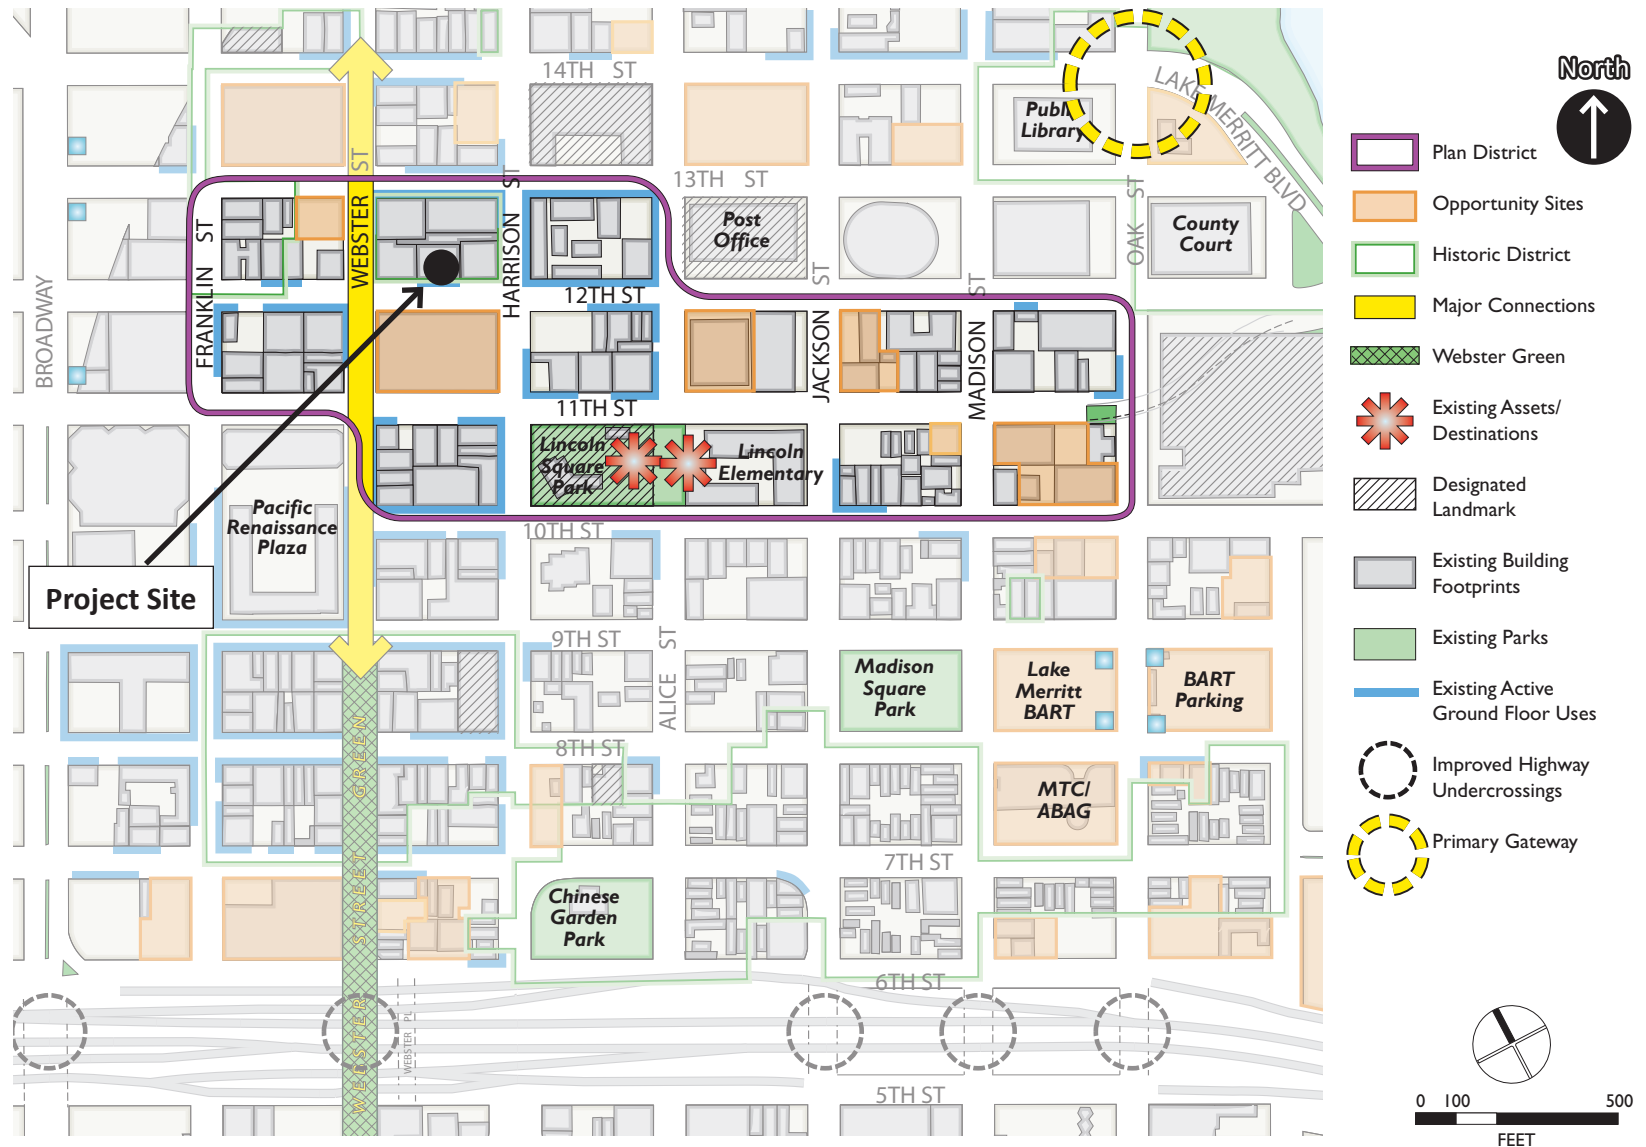 14TH ST
LAKE MERRITT BLVD
Public
Library
13TH ST
WEBSTER ST
HARRISON ST
FRANKLIN ST
BROADWAY
Post
Office
OAK ST
County
Court
12TH ST
JACKSON ST
MADISON ST
11TH ST
Lincoln
Square
Park
Lincoln
Elementary
Pacific
Renaissance
Plaza
10TH ST
Project Site
9TH ST
ALICE ST
Madison
Square
Park
Lake
Merritt
BART
BART
Parking
8TH ST
MTC/
ABAG
7TH ST
Chinese
Garden
Park
WEBSTER STREET GREEN
6TH ST
WEBSTER PL
5TH ST
North
Plan District
Opportunity Sites
Historic District
Major Connections
Webster Green
Existing Assets/
Destinations
Designated
Landmark
Existing Building
Footprints
Existing Parks
Existing Active
Ground Floor Uses
Improved Highway
Undercrossings
Primary Gateway
0 100 500
FEET